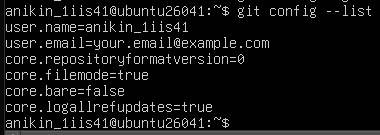 anikin_1iis41@ubuntu26041:~$ git config --list
user.name=anikin_1iis41
user.email=your.email@example.com
core.repositoryformatversion=0
core.filemode=true
core.bare=false
core.logallrefupdates=true
anikin_1iis41@ubuntu26041:~$